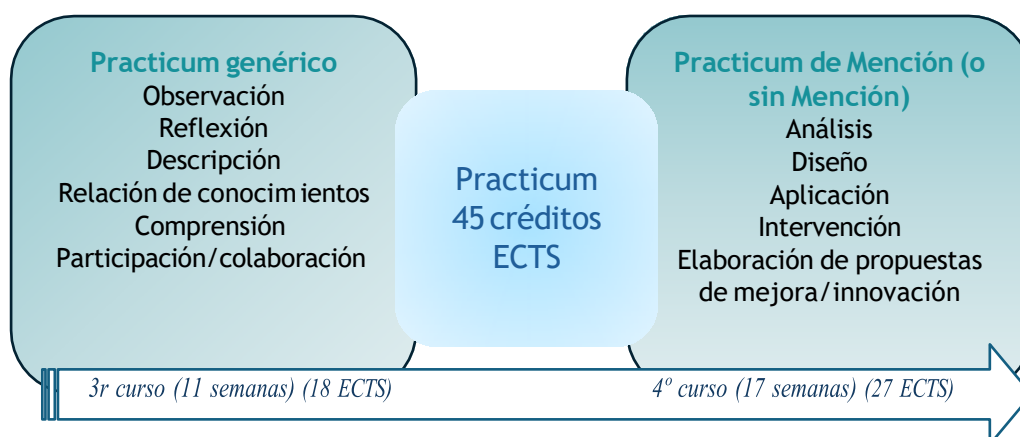 Practicum genérico
Observación
Reflexión
Descripción
Relación de conocimientos
Comprensión
Participación/colaboración
Practicum
45 créditos
ECTS
Practicum de Mención (o
sin Mención)
Análisis
Diseño
Aplicación
Intervención
Elaboración de propuestas
de mejora/innovación
3r curso (11 semanas) (18 ECTS)
4º curso (17 semanas) (27 ECTS)